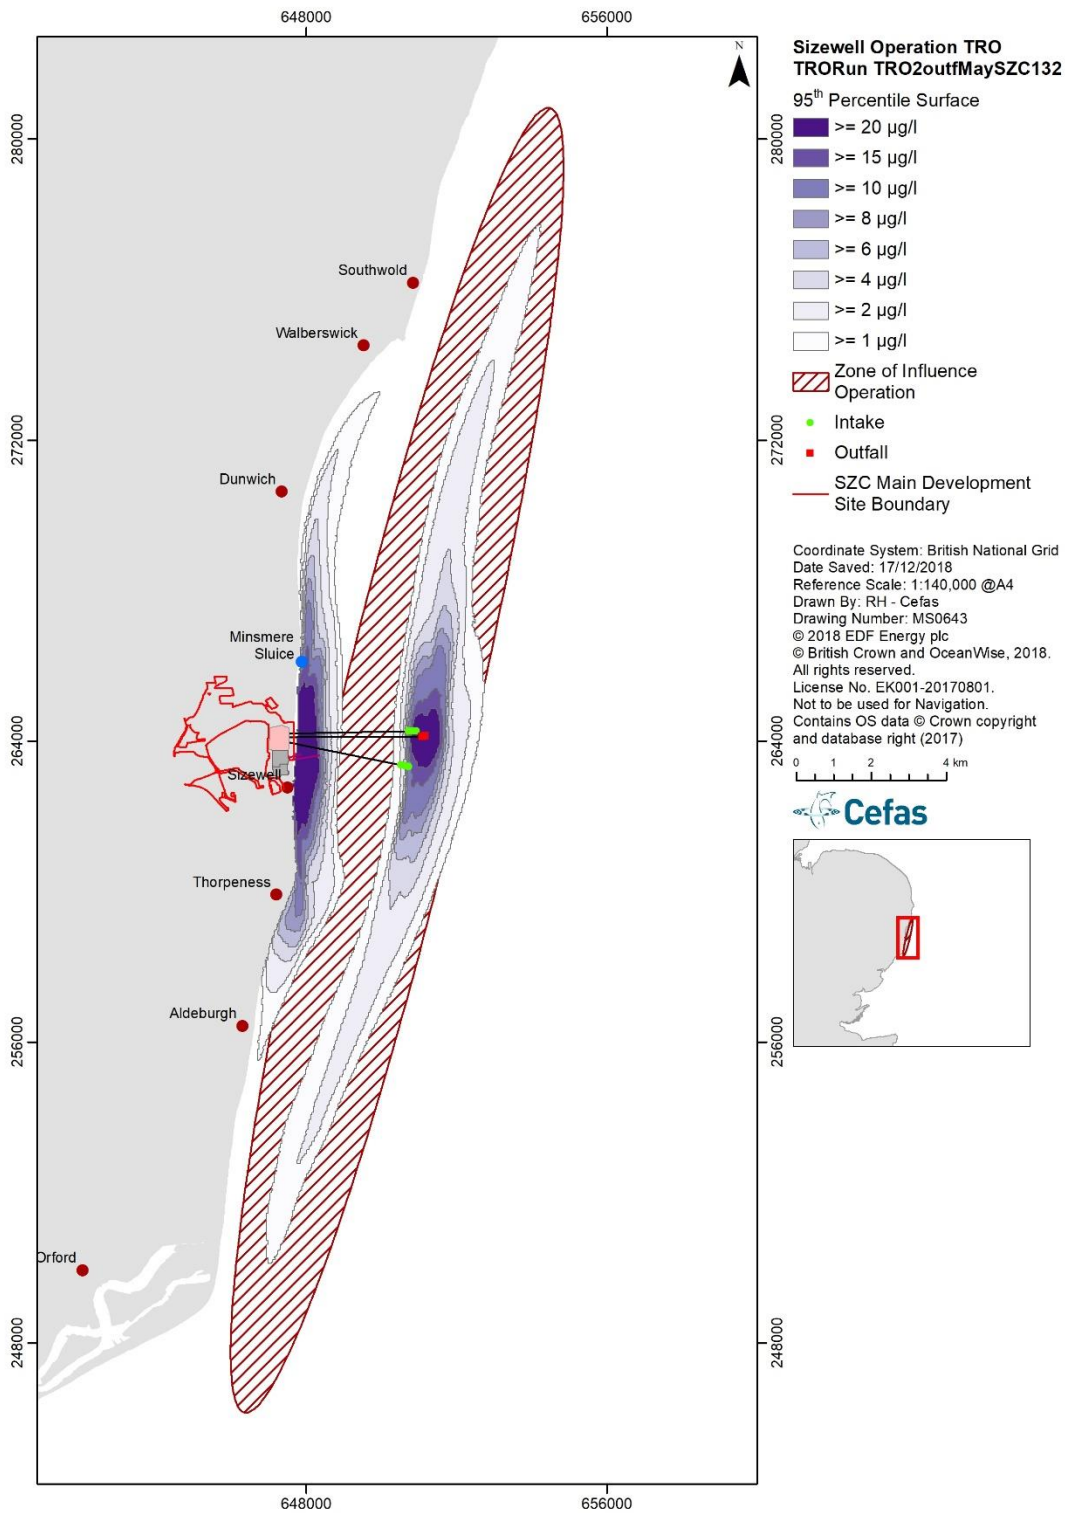 648000
656000
N
280000
280000
Southwold
Walberswick
272000
272000
Dunwich
Minsmere
Sluice
264000
264000
Sizewell
Thorpeness
Aldeburgh
256000
256000
Orford
248000
248000
648000
656000
Sizewell Operation TRO
TRORun TRO2outfMaySZC132
95th Percentile Surface
>= 20 µg/l
>= 15 µg/l
>= 10 µg/l
>= 8 µg/l
>= 6 µg/l
>= 4 µg/l
>= 2 µg/l
>= 1 µg/l
Zone of Influence
Operation
Intake
Outfall
SZC Main Development
Site Boundary
Coordinate System: British National Grid
Date Saved: 17/12/2018
Reference Scale: 1:140,000 @A4
Drawn By: RH - Cefas
Drawing Number: MS0643
© 2018 EDF Energy plc
© British Crown and OceanWise, 2018.
All rights reserved.
License No. EK001-20170801.
Not to be used for Navigation.
Contains OS data © Crown copyright
and database right (2017)
0 1 2 4 km
Cefas